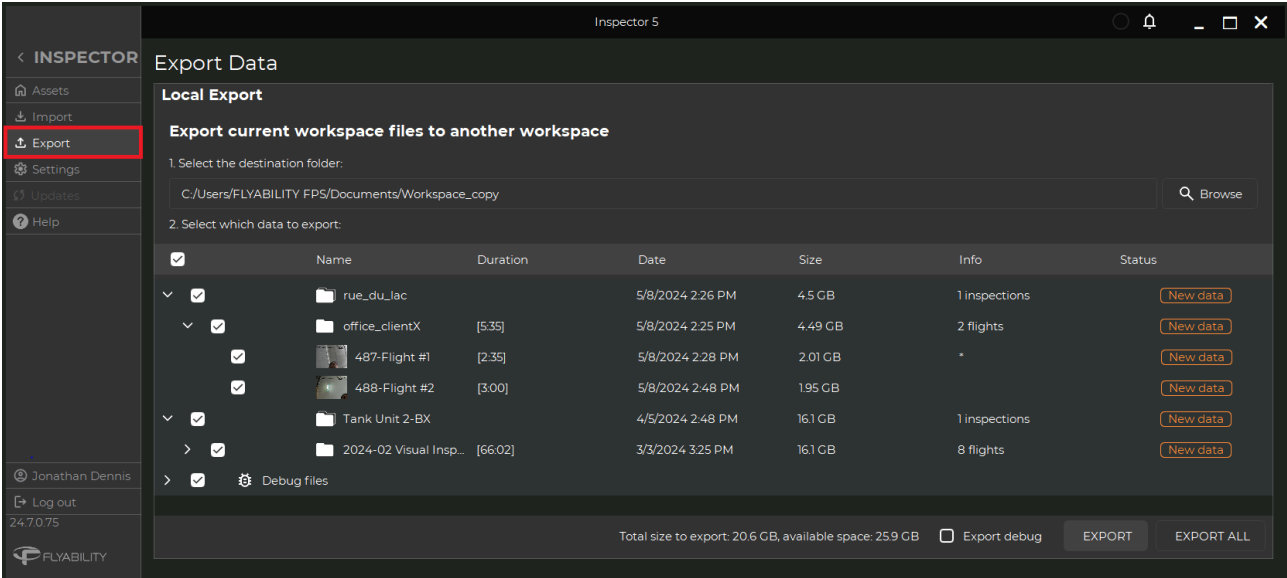 Inspector 5
INSPECTOR
Assets
Import
Export
Settings
Updates
Help
Jonathan Dennis
Log out
24.7.0.75
FLYABILITY
Export Data
Local Export
Export current workspace files to another workspace
1. Select the destination folder:
C:/Users/FLYABILITY FPS/Documents/Workspace_copy
Browse
2. Select which data to export:
Name Duration Date Size Info Status
rue_du_lac 5/8/2024 2:26 PM 4.5 GB 1 inspections New data
office_clientX [5:35] 5/8/2024 2:25 PM 4.49 GB 2 flights New data
487-Flight #1 [2:35] 5/8/2024 2:28 PM 2.01 GB * New data
488-Flight #2 [3:00] 5/8/2024 2:48 PM 1.95 GB New data
Tank Unit 2-BX 4/5/2024 2:48 PM 16.1 GB 1 inspections New data
2024-02 Visual Insp... [66:02] 3/3/2024 3:25 PM 16.1 GB 8 flights New data
Debug files
Total size to export: 20.6 GB, available space: 25.9 GB Export debug EXPORT EXPORT ALL